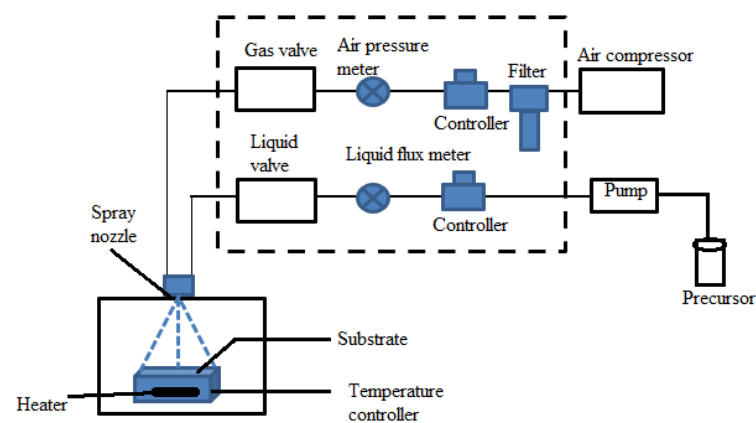 Gas valve
Air pressure
meter
Filter
Air compressor
Controller
Liquid
valve
Liquid flux meter
Controller
Pump
Precursor
Spray
nozzle
Substrate
Heater
Temperature
controller